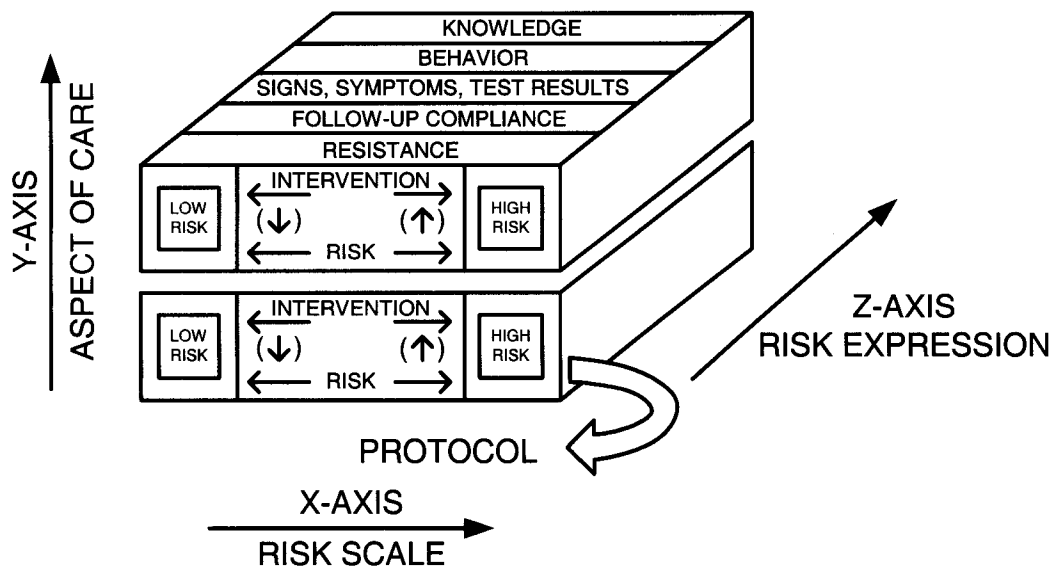 KNOWLEDGE
BEHAVIOR
SIGNS, SYMPTOMS, TEST RESULTS
FOLLOW-UP COMPLIANCE
RESISTANCE
Y-AXIS
ASPECT OF CARE
LOW
RISK
INTERVENTION
(↓) (↑)
RISK
HIGH
RISK
LOW
RISK
INTERVENTION
(↓) (↑)
RISK
HIGH
RISK
Z-AXIS
RISK EXPRESSION
PROTOCOL
X-AXIS
RISK SCALE